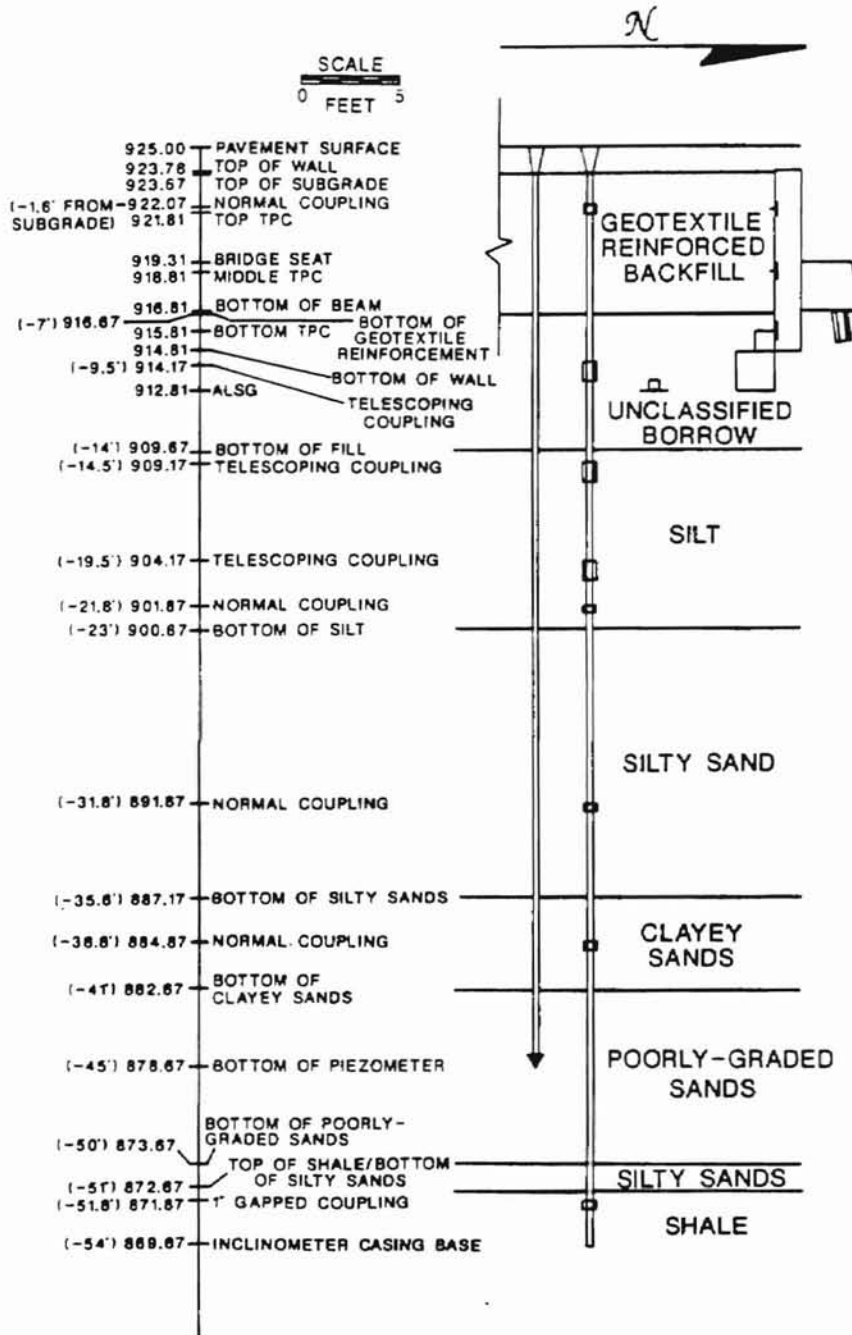 N
SCALE
0 5
FEET
925.00 PAVEMENT SURFACE
923.76 TOP OF WALL
923.67 TOP OF SUBGRADE
(-1.6' FROM SUBGRADE) 922.07 NORMAL COUPLING
921.81 TOP TPC
919.31 BRIDGE SEAT
918.81 MIDDLE TPC
916.81 BOTTOM OF BEAM
(-7') 916.67 BOTTOM OF
GEOTEXTILE
REINFORCEMENT
915.81 BOTTOM TPC
914.81 BOTTOM OF WALL
(-9.5') 914.17 TELESCOPING
COUPLING
912.81 ALSG
(-14') 909.67 BOTTOM OF FILL
(-14.5') 909.17 TELESCOPING COUPLING
(-19.5') 904.17 TELESCOPING COUPLING
(-21.8') 901.87 NORMAL COUPLING
(-23') 900.67 BOTTOM OF SILT
(-31.8') 891.87 NORMAL COUPLING
(-35.6') 887.17 BOTTOM OF SILTY SANDS
(-36.8') 884.87 NORMAL COUPLING
(-41') 882.67 BOTTOM OF
CLAYEY SANDS
(-45') 878.67 BOTTOM OF PIEZOMETER
(-50') 873.67 BOTTOM OF POORLY-
GRADED SANDS
(-51') 872.67 TOP OF SHALE/BOTTOM
OF SILTY SANDS
(-51.8') 871.87 1" GAPPED COUPLING
(-54') 869.67 INCLINOMETER CASING BASE
GEOTEXTILE
REINFORCED
BACKFILL
UNCLASSIFIED
BORROW
SILT
SILTY SAND
CLAYEY
SANDS
POORLY-GRADED
SANDS
SILTY SANDS
SHALE